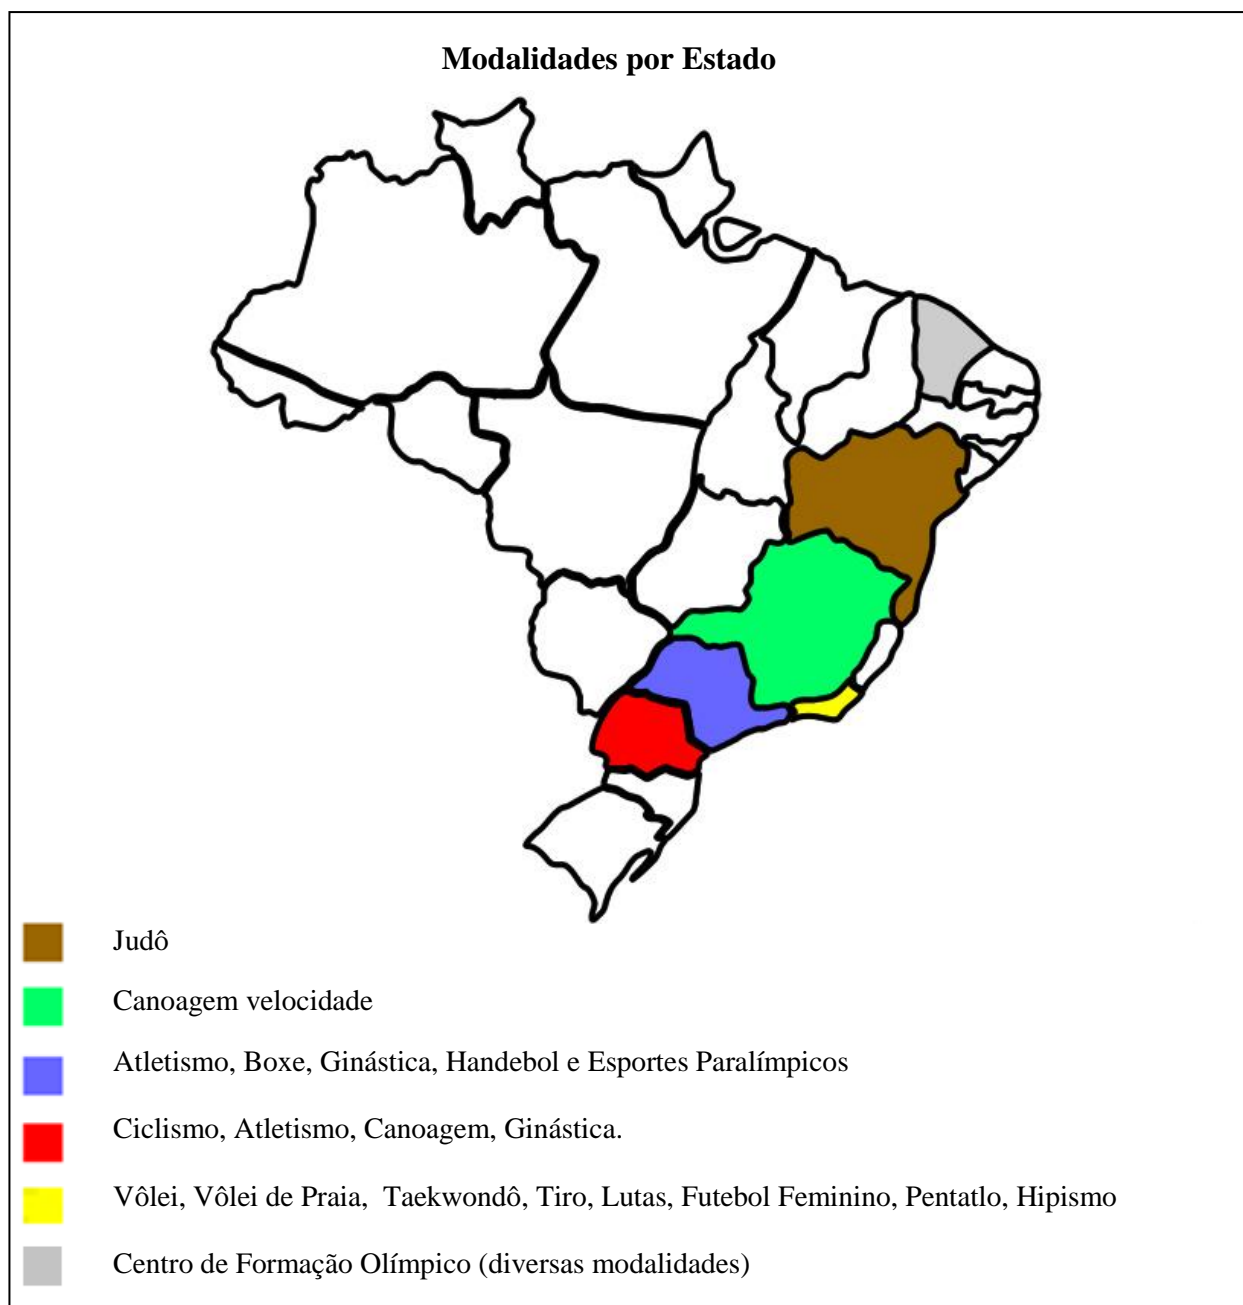 Modalidades por Estado
Judô
Canoagem velocidade
Atletismo, Boxe, Ginástica, Handebol e Esportes Paralímpicos
Ciclismo, Atletismo, Canoagem, Ginástica.
Vôlei, Vôlei de Praia, Taekwondô, Tiro, Lutas, Futebol Feminino, Pentatlo, Hipismo
Centro de Formação Olímpico (diversas modalidades)